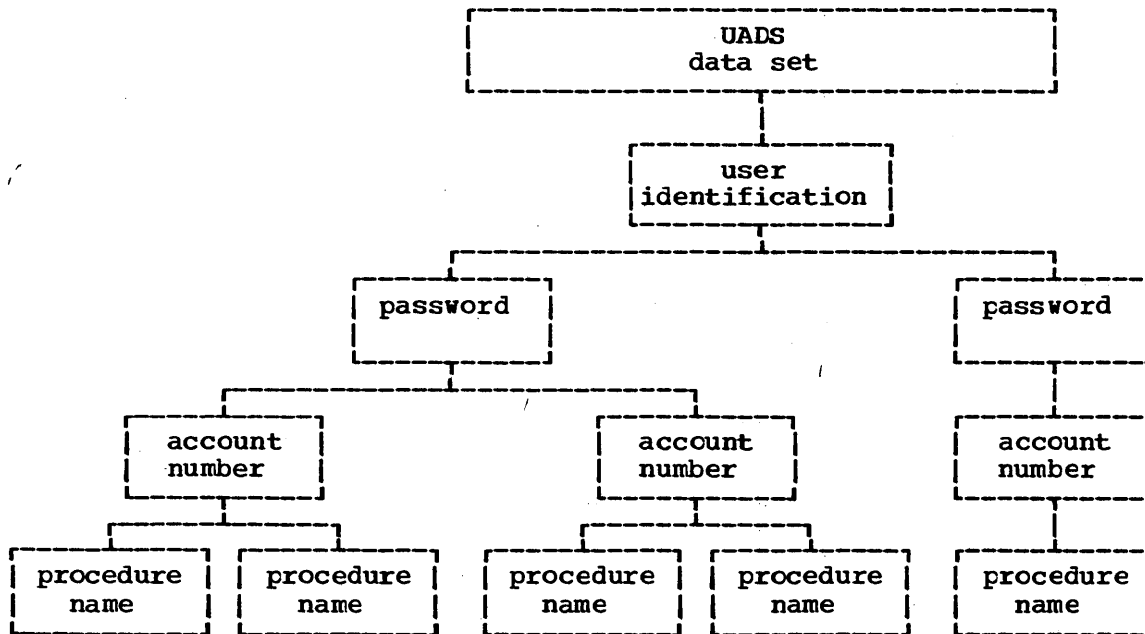 UADS
data set
user
identification
password
password
account
number
account
number
account
number
procedure
name
procedure
name
procedure
name
procedure
name
procedure
name